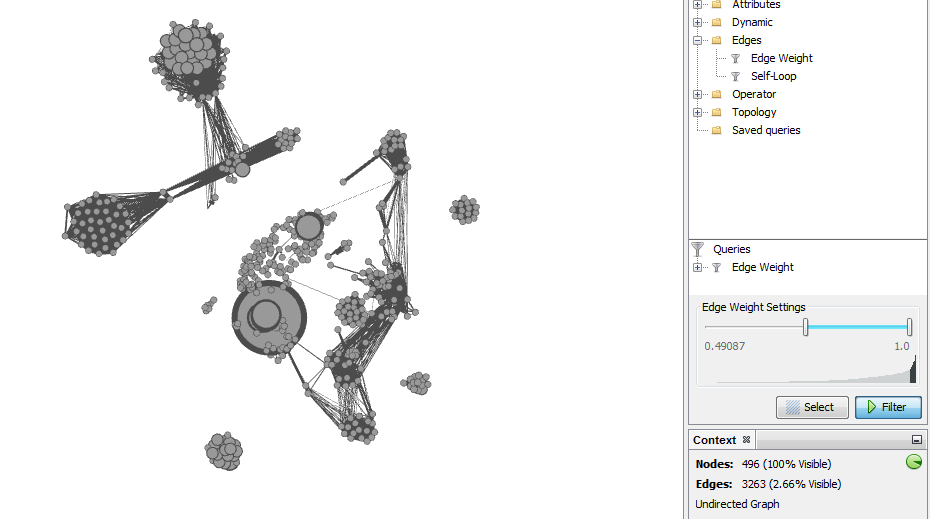 Attributes
Dynamic
Edges
Edge Weight
Self-Loop
Operator
Topology
Saved queries
Queries
Edge Weight
Edge Weight Settings
0.49087 1.0
Select Filter
Context
Nodes: 496 (100% Visible)
Edges: 3263 (2.66% Visible)
Undirected Graph